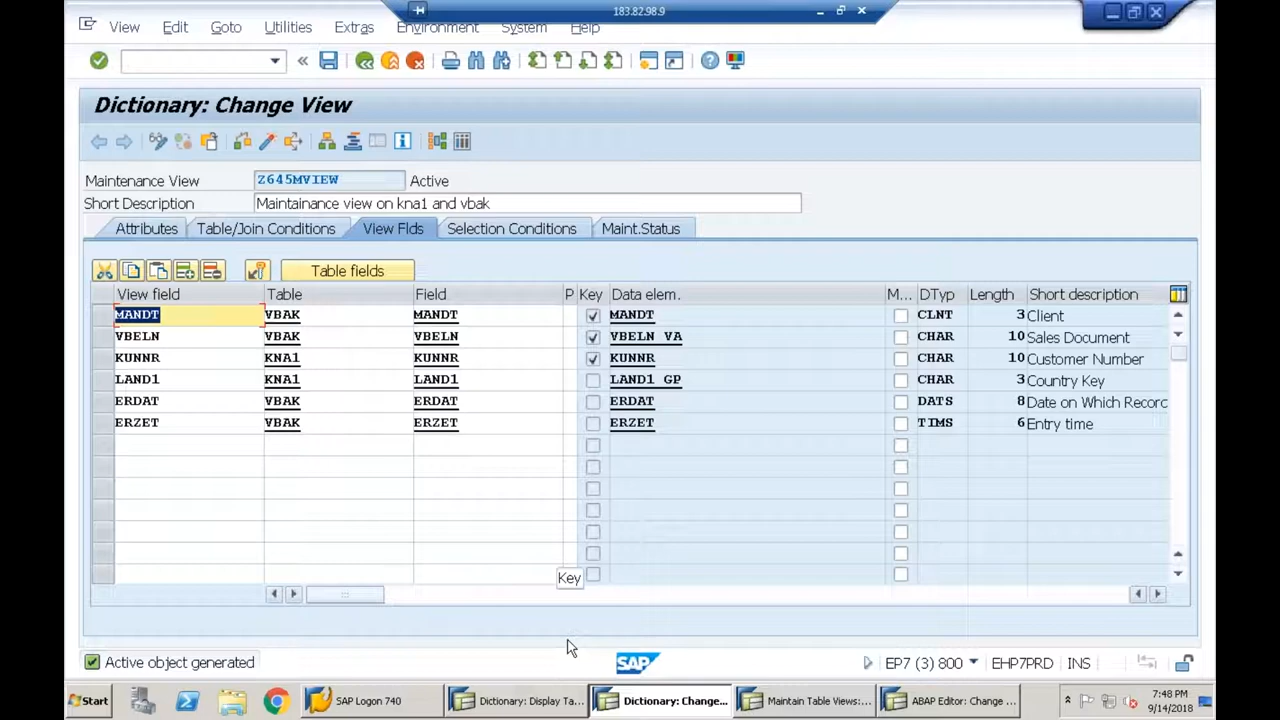 183.82.98.9
View Edit Goto Utilities Extras Environment System Help
Dictionary: Change View
Maintenance View Z645MVIEW Active
Short Description Maintainance view on kna1 and vbak
Attributes Table/Join Conditions View Flds Selection Conditions Maint.Status
Table fields
View field Table Field P Key Data elem. M... DTyp Length Short description
MANDT VBAK MANDT MANDT CLNT 3 Client
VBELN VBAK VBELN VBELN_VA CHAR 10 Sales Document
KUNNR KNA1 KUNNR KUNNR CHAR 10 Customer Number
LAND1 KNA1 LAND1 LAND1_GP CHAR 3 Country Key
ERDAT VBAK ERDAT ERDAT DATS 8 Date on Which Recorc
ERZET VBAK ERZET ERZET TIMS 6 Entry time
Key
Active object generated
SAP
EP7 (3) 800 EHP7PRD INS
Start SAP Logon 740 Dictionary: Display Ta... Dictionary: Change... Maintain Table Views:... ABAP Editor: Change ...
7:48 PM
9/14/2018